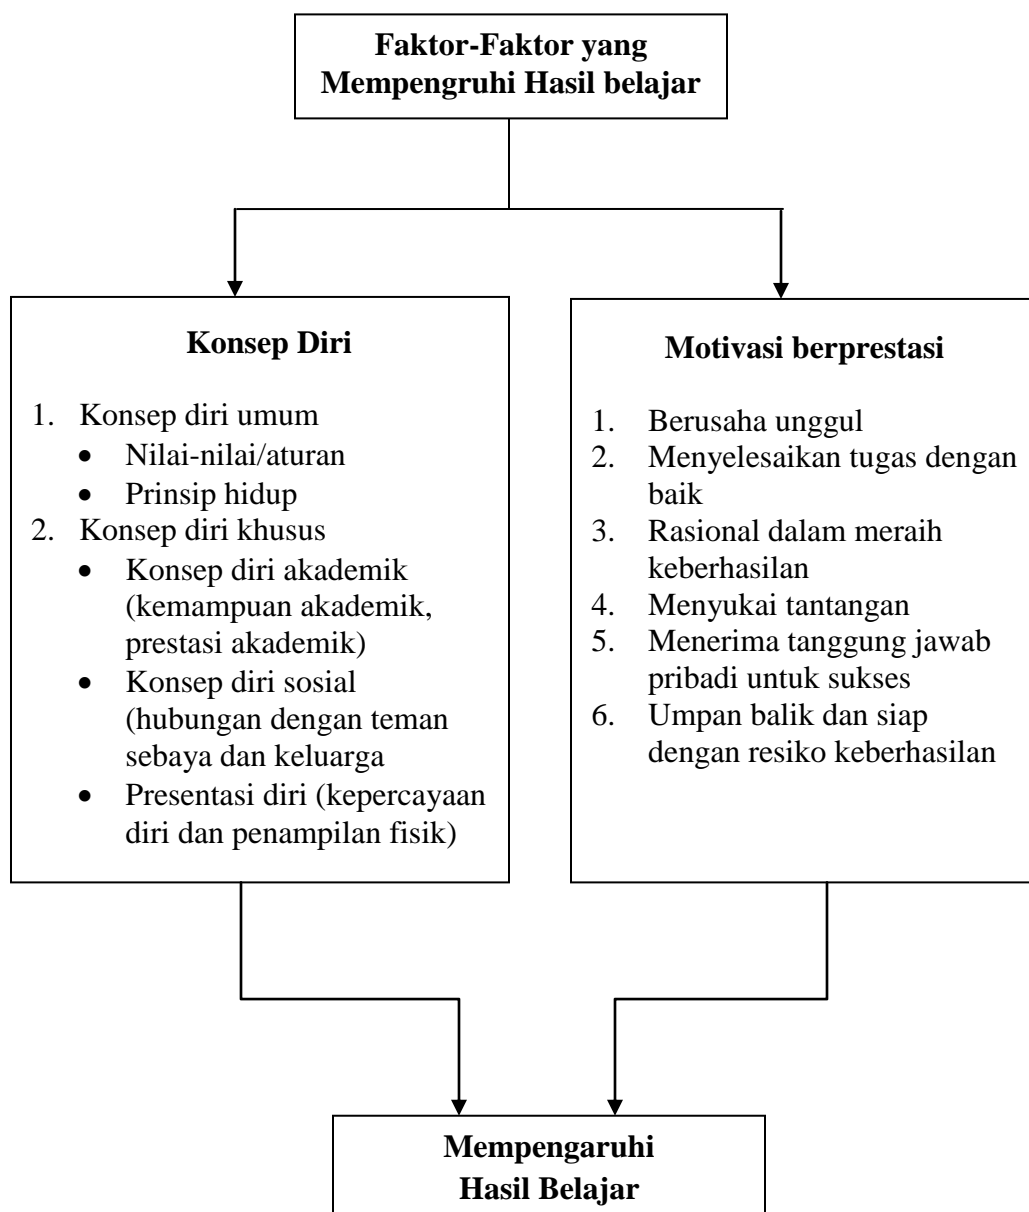 Faktor-Faktor yang
Mempengruhi Hasil belajar
Konsep Diri
1. Konsep diri umum
• Nilai-nilai/aturan
• Prinsip hidup
2. Konsep diri khusus
• Konsep diri akademik
(kemampuan akademik,
prestasi akademik)
• Konsep diri sosial
(hubungan dengan teman
sebaya dan keluarga
• Presentasi diri (kepercayaan
diri dan penampilan fisik)
Motivasi berprestasi
1. Berusaha unggul
2. Menyelesaikan tugas dengan
baik
3. Rasional dalam meraih
keberhasilan
4. Menyukai tantangan
5. Menerima tanggung jawab
pribadi untuk sukses
6. Umpan balik dan siap
dengan resiko keberhasilan
Mempengaruhi
Hasil Belajar